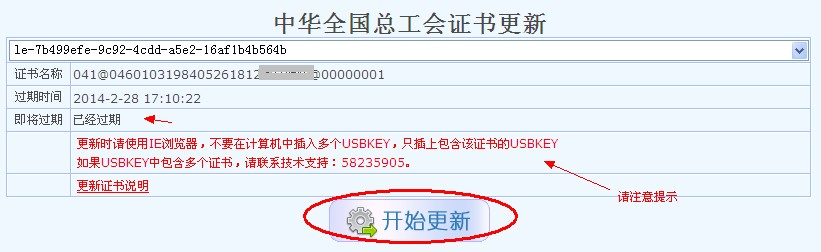 中华全国总工会证书更新
le-7b499efe-9c92-4cdd-a5e2-16af1b4b564b
证书名称 041@0460103198405261812 @00000001
过期时间 2014-2-28 17:10:22
即将过期 已经过期
更新时请使用IE浏览器，不要在计算机中插入多个USBKEY，只插上包含该证书的USBKEY
如果USBKEY中包含多个证书，请联系技术支持：58235905。
更新证书说明
请注意提示
开始更新